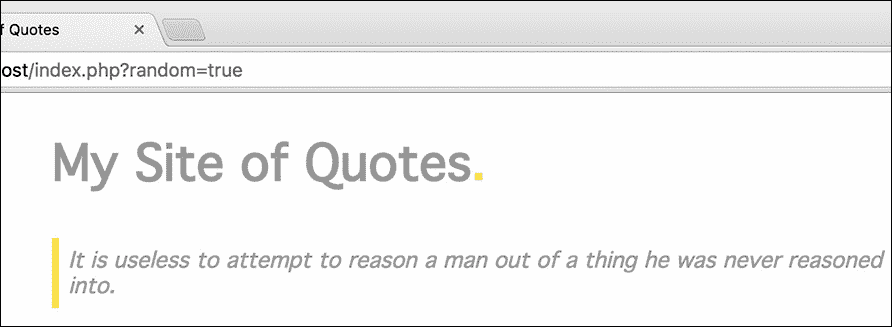 f Quotes
ost/index.php?random=true
My Site of Quotes.
It is useless to attempt to reason a man out of a thing he was never reasoned
into.